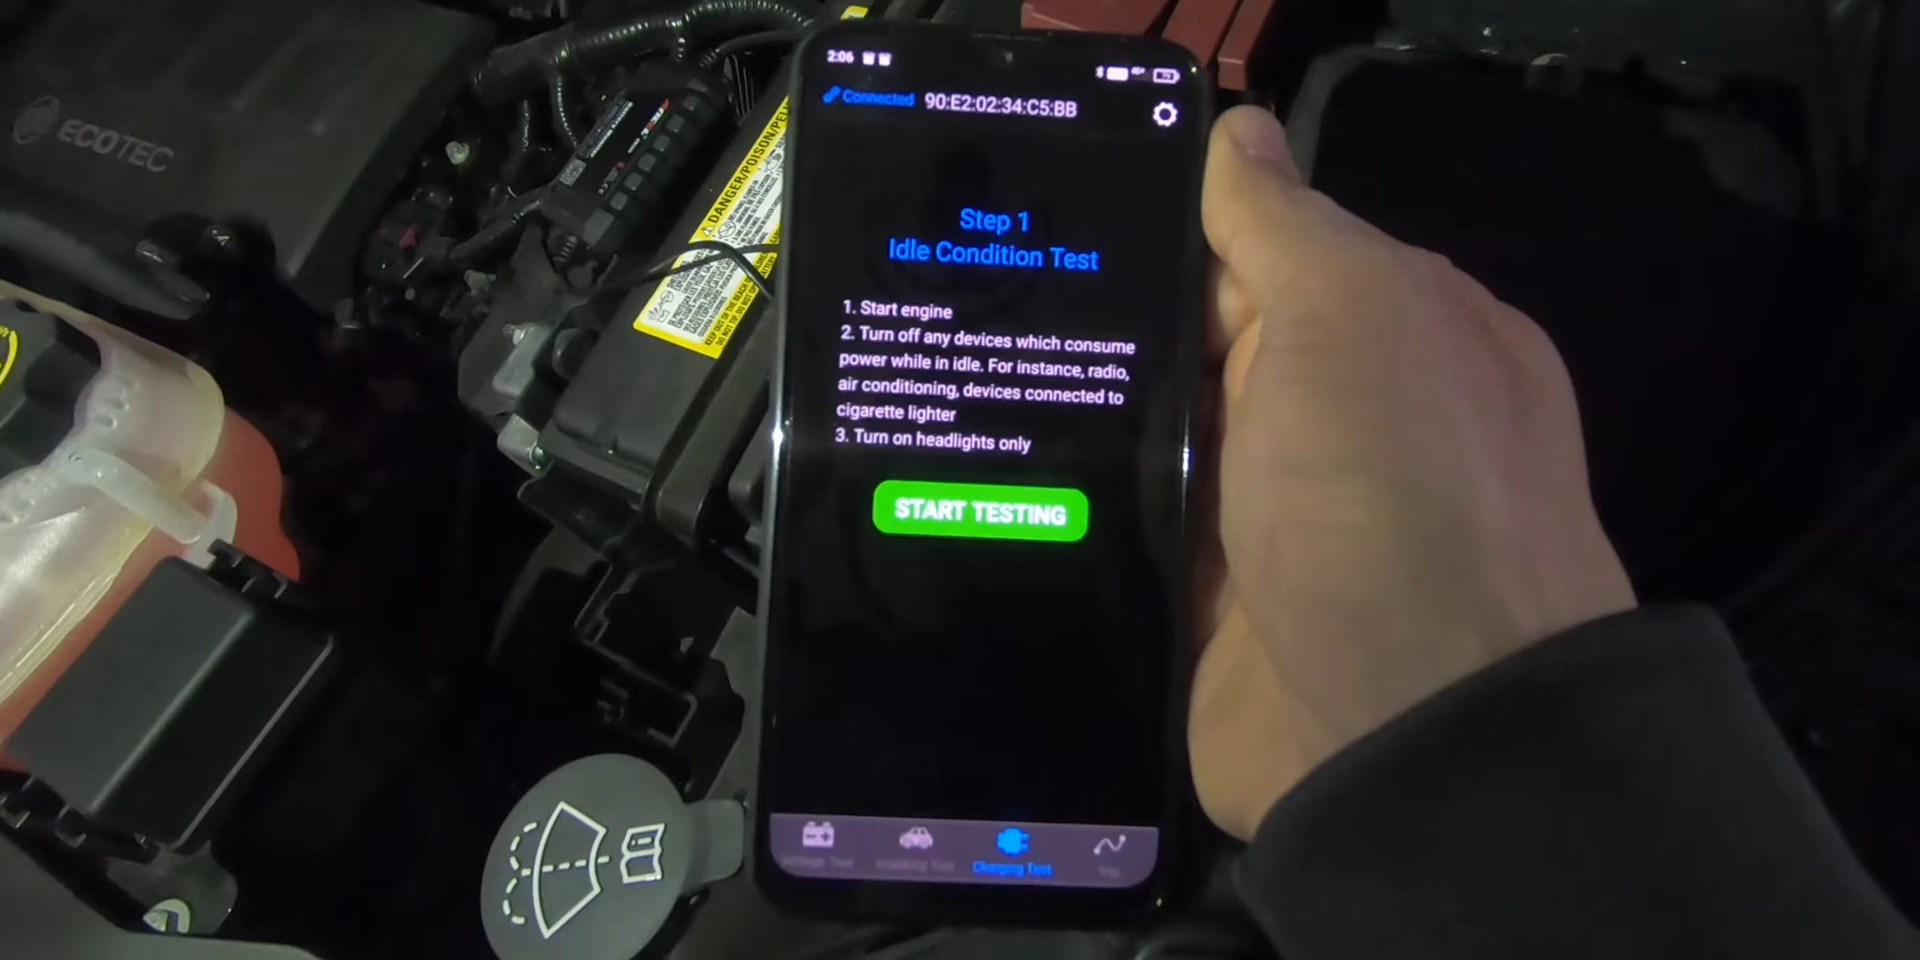 2:06
Connected 90:E2:02:34:C5:BB
ECOTEC
DANGER/POISON
Step 1
Idle Condition Test
1. Start engine
2. Turn off any devices which consume
power while in idle. For instance, radio,
air conditioning, devices connected to
cigarette lighter
3. Turn on headlights only
START TESTING
Charging Test